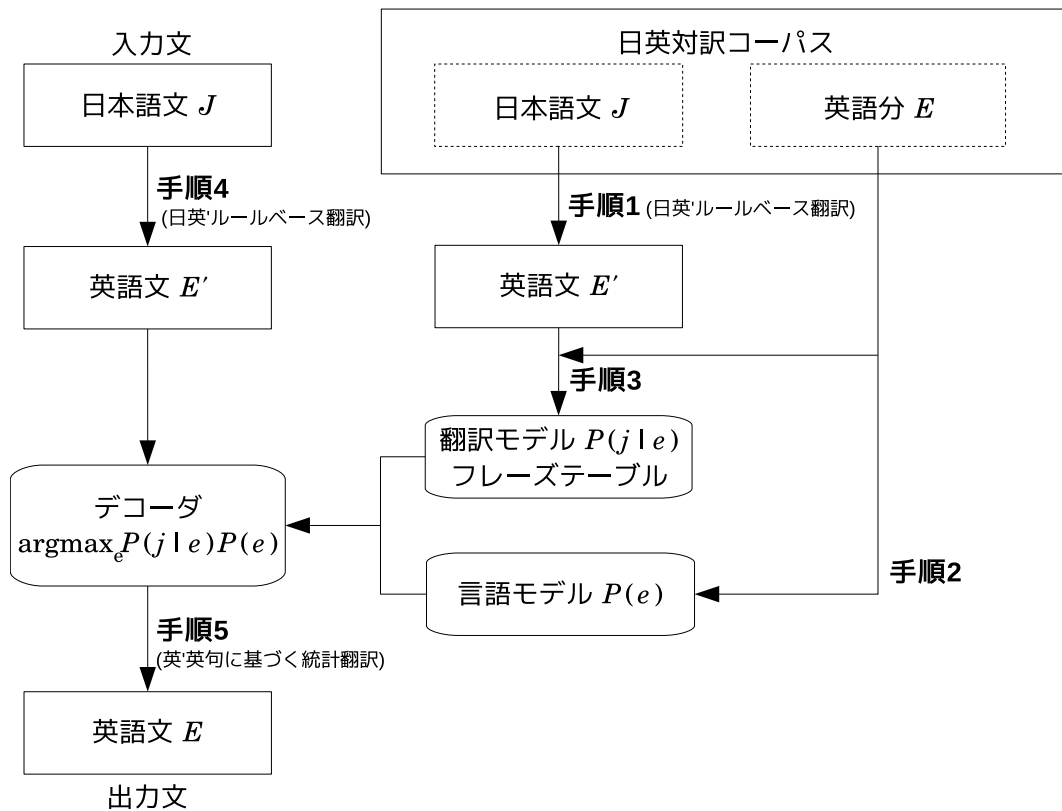 入力文
日本語文 J
手順4
(日英'ルールベース翻訳)
英語文 E′
デコーダ
argmaxₑP(j|e)P(e)
手順5
(英'英句に基づく統計翻訳)
英語文 E
出力文
日英対訳コーパス
日本語文 J
英語分 E
手順1 (日英'ルールベース翻訳)
英語文 E′
手順3
翻訳モデル P(j|e)
フレーズテーブル
言語モデル P(e)
手順2